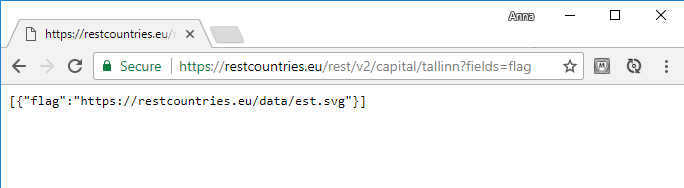 Anna
https://restcountries.eu/r
Secure https://restcountries.eu/rest/v2/capital/tallinn?fields=flag
[{"flag":"https://restcountries.eu/data/est.svg"}]